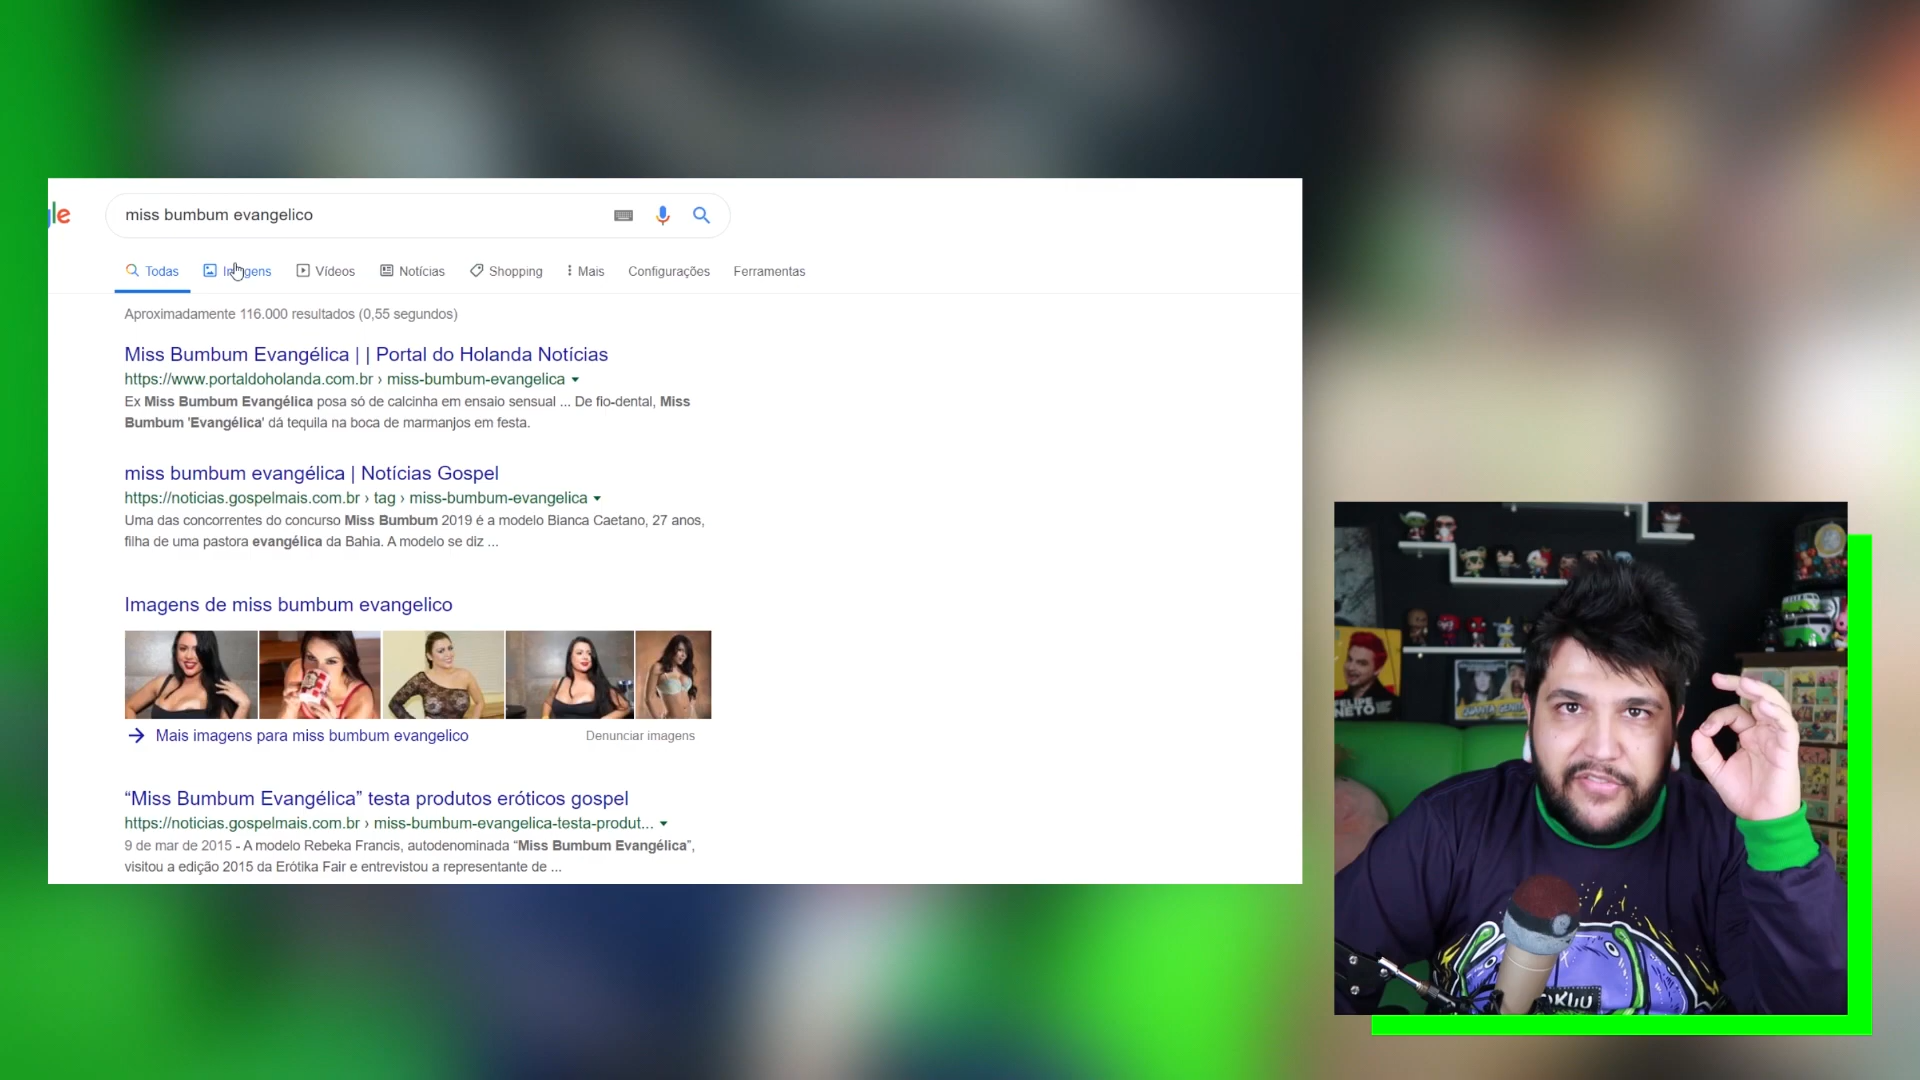 le
miss bumbum evangelico
Todas
Imagens
Vídeos
Notícias
Shopping
Mais
Configurações
Ferramentas
Aproximadamente 116.000 resultados (0,55 segundos)
Miss Bumbum Evangélica | | Portal do Holanda Notícias
https://www.portaldoholanda.com.br › miss-bumbum-evangelica
Ex Miss Bumbum Evangélica posa só de calcinha em ensaio sensual ... De fio-dental, Miss
Bumbum 'Evangélica' dá tequila na boca de marmanjos em festa.
miss bumbum evangélica | Notícias Gospel
https://noticias.gospelmais.com.br › tag › miss-bumbum-evangelica
Uma das concorrentes do concurso Miss Bumbum 2019 é a modelo Bianca Caetano, 27 anos,
filha de uma pastora evangélica da Bahia. A modelo se diz ...
Imagens de miss bumbum evangelico
Mais imagens para miss bumbum evangelico
Denunciar imagens
“Miss Bumbum Evangélica” testa produtos eróticos gospel
https://noticias.gospelmais.com.br › miss-bumbum-evangelica-testa-produt...
9 de mar de 2015 - A modelo Rebeka Francis, autodenominada “Miss Bumbum Evangélica”,
visitou a edição 2015 da Erótika Fair e entrevistou a representante de ...
NETO